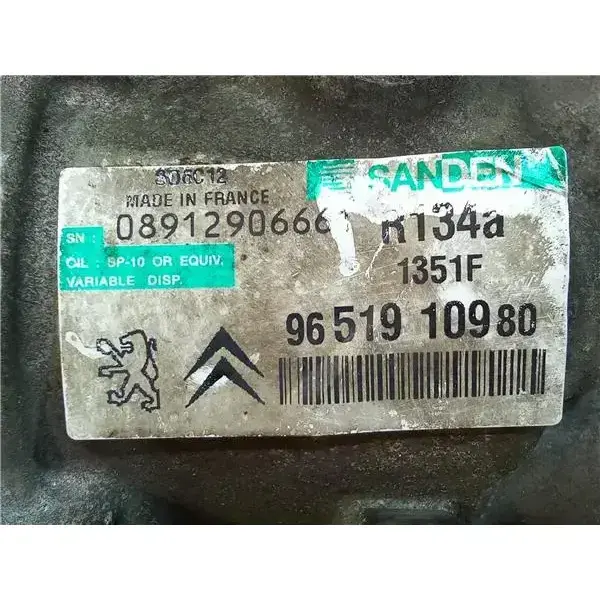 SD6C12
SANDEN
MADE IN FRANCE
SN : 08912906661
R134a
OIL : SP-10 OR EQUIV.
VARIABLE DISP.
1351F
96 519 109 80